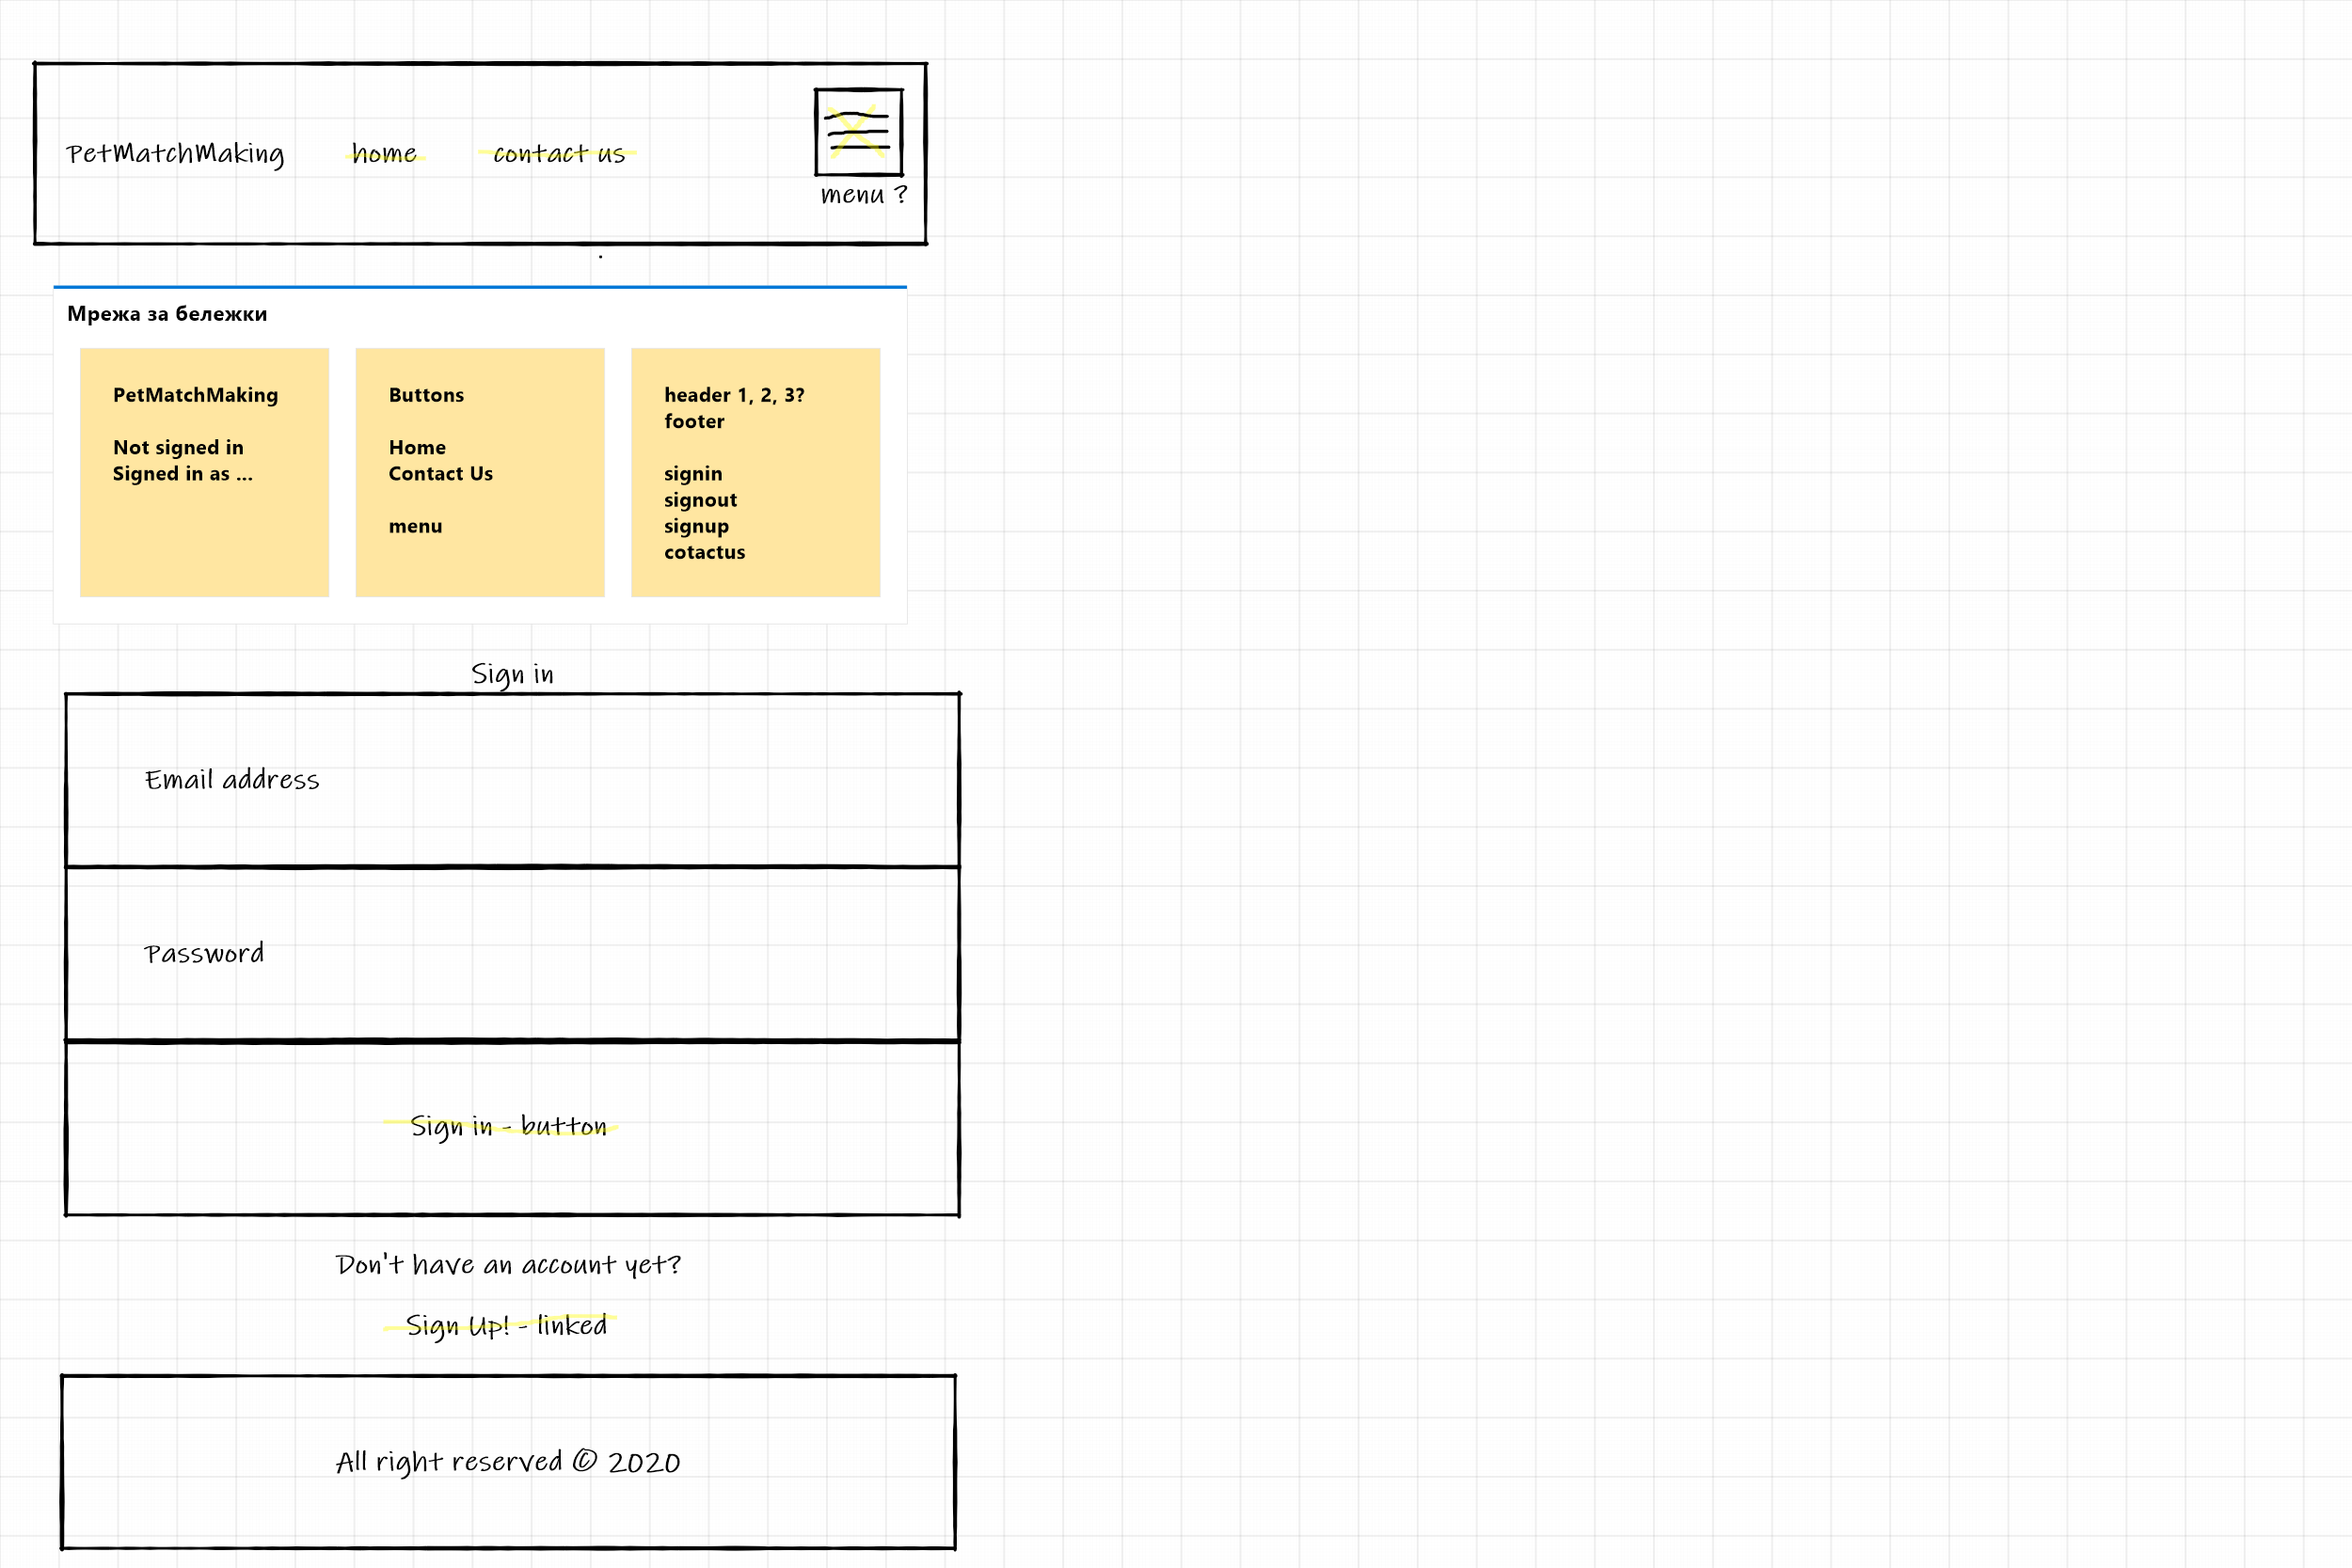 PetMatchMaking home contact us
menu ?
Мрежа за бележки
PetMatchMaking
Not signed in
Signed in as ...
Buttons
Home
Contact Us
menu
header 1, 2, 3?
footer
signin
signout
signup
cotactus
Sign in
Email address
Password
Sign in - button
Don't have an account yet?
Sign Up! - linked
All right reserved © 2020